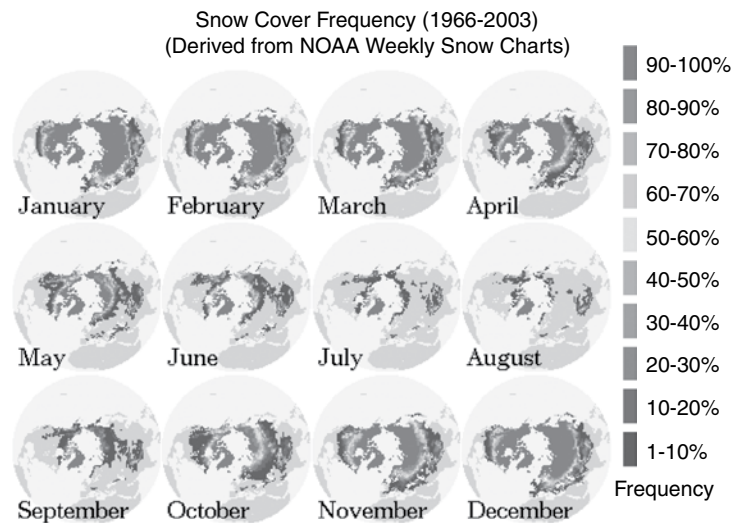 Snow Cover Frequency (1966-2003)
(Derived from NOAA Weekly Snow Charts)
90-100%
80-90%
70-80%
60-70%
50-60%
40-50%
30-40%
20-30%
10-20%
1-10%
Frequency
January
February
March
April
May
June
July
August
September
October
November
December